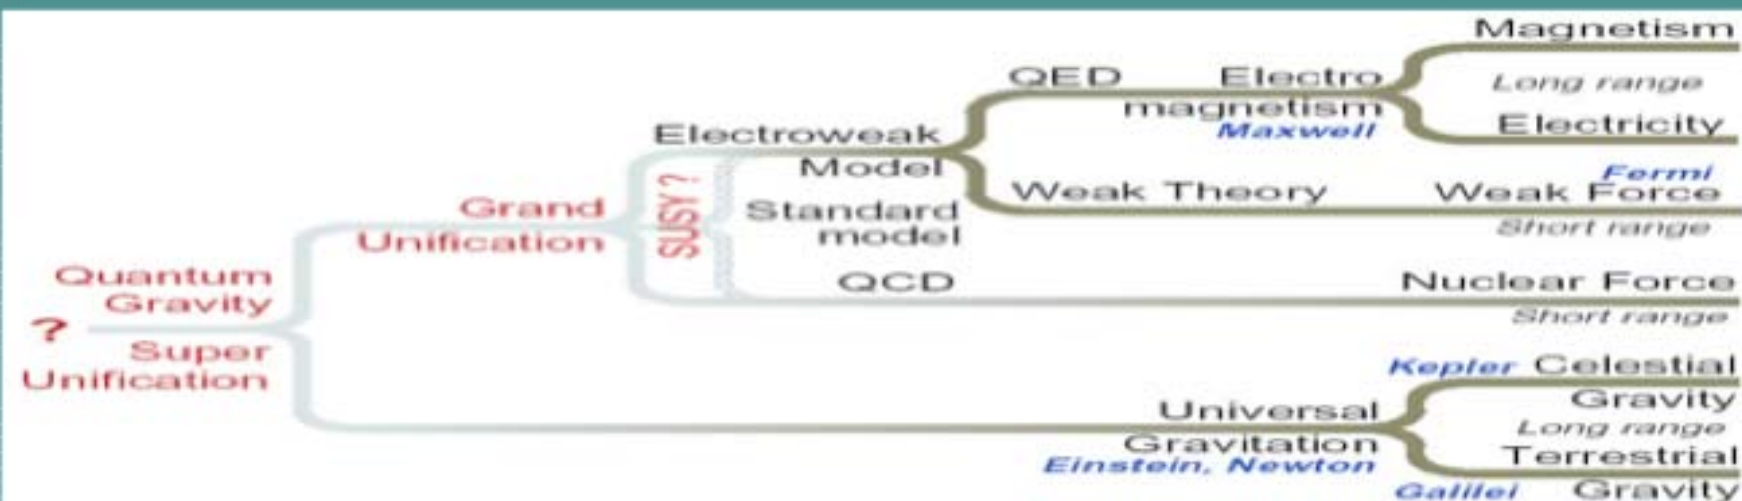 Magnetism
QED
Electro
Long range
magnetism
Maxwell
Electricity
Electroweak
Model
Fermi
Weak Theory
Weak Force
Short range
SUSY ?
Grand
Unification
Standard
model
QCD
Nuclear Force
Short range
Quantum
Gravity
?
Super
Unification
Kepler Celestial
Gravity
Long range
Universal
Gravitation
Einstein, Newton
Terrestrial
Galilei Gravity